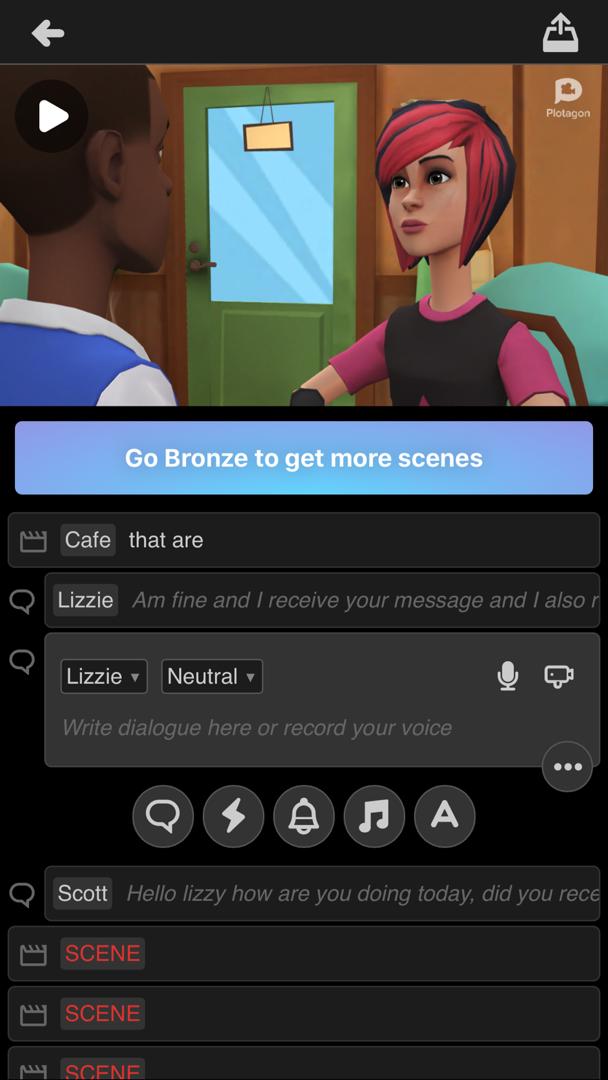 Plotagon
Go Bronze to get more scenes
Cafe that are
Lizzie Am fine and I receive your message and I also
Lizzie Neutral
Write dialogue here or record your voice
Scott Hello lizzy how are you doing today, did you rece
SCENE
SCENE
SCENE